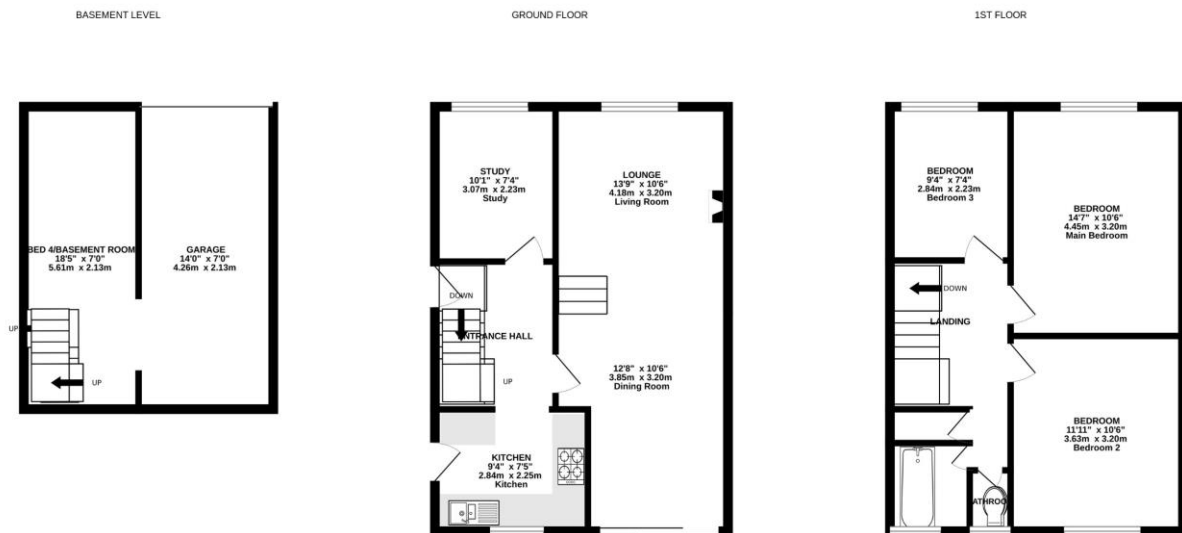 BASEMENT LEVEL
GROUND FLOOR
1ST FLOOR
BED 4/BASEMENT ROOM
18'5" x 7'0"
5.61m x 2.13m
GARAGE
14'0" x 7'0"
4.26m x 2.13m
UP
UP
STUDY
10'1" x 7'4"
3.07m x 2.23m
Study
LOUNGE
13'9" x 10'6"
4.18m x 3.20m
Living Room
DOWN
ENTRANCE HALL
UP
12'8" x 10'6"
3.85m x 3.20m
Dining Room
KITCHEN
9'4" x 7'5"
2.84m x 2.25m
Kitchen
BEDROOM
9'4" x 7'4"
2.84m x 2.23m
Bedroom 3
BEDROOM
14'7" x 10'6"
4.45m x 3.20m
Main Bedroom
DOWN
LANDING
BEDROOM
11'11" x 10'6"
3.63m x 3.20m
Bedroom 2
ATHROO